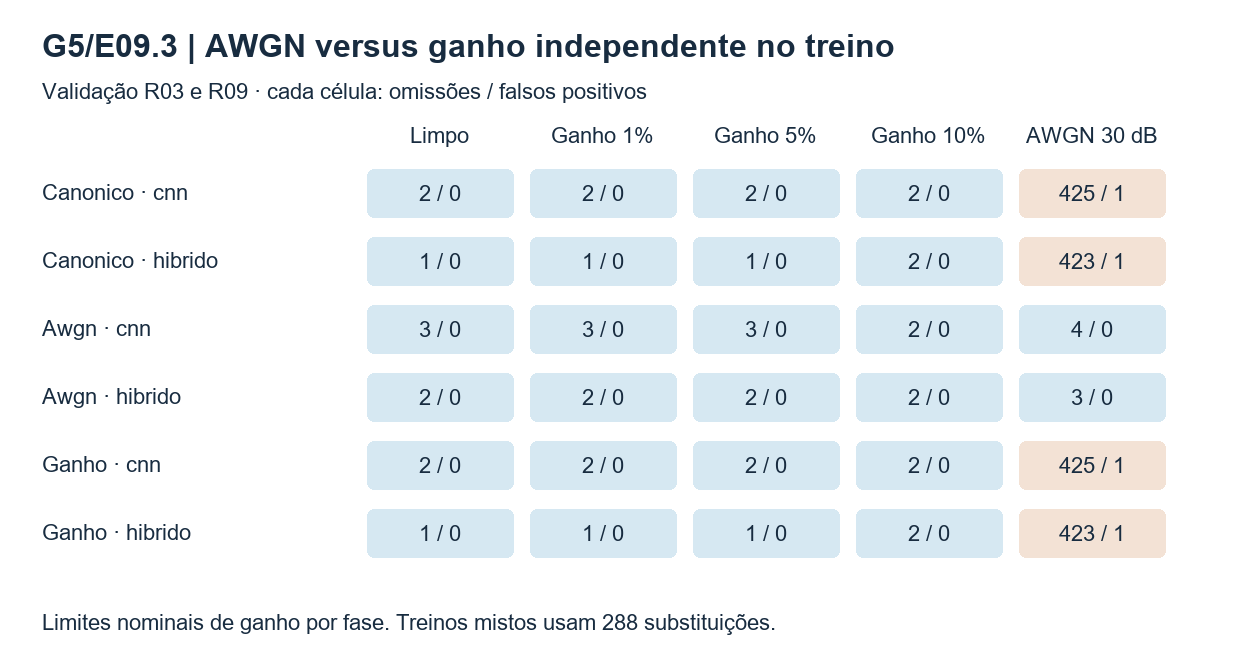 G5/E09.3 | AWGN versus ganho independente no treino
Validação R03 e R09 · cada célula: omissões / falsos positivos
Limpo Ganho 1% Ganho 5% Ganho 10% AWGN 30 dB
Canonico · cnn 2 / 0 2 / 0 2 / 0 2 / 0 425 / 1
Canonico · hibrido 1 / 0 1 / 0 1 / 0 2 / 0 423 / 1
Awgn · cnn 3 / 0 3 / 0 3 / 0 2 / 0 4 / 0
Awgn · hibrido 2 / 0 2 / 0 2 / 0 2 / 0 3 / 0
Ganho · cnn 2 / 0 2 / 0 2 / 0 2 / 0 425 / 1
Ganho · hibrido 1 / 0 1 / 0 1 / 0 2 / 0 423 / 1
Limites nominais de ganho por fase. Treinos mistos usam 288 substituições.